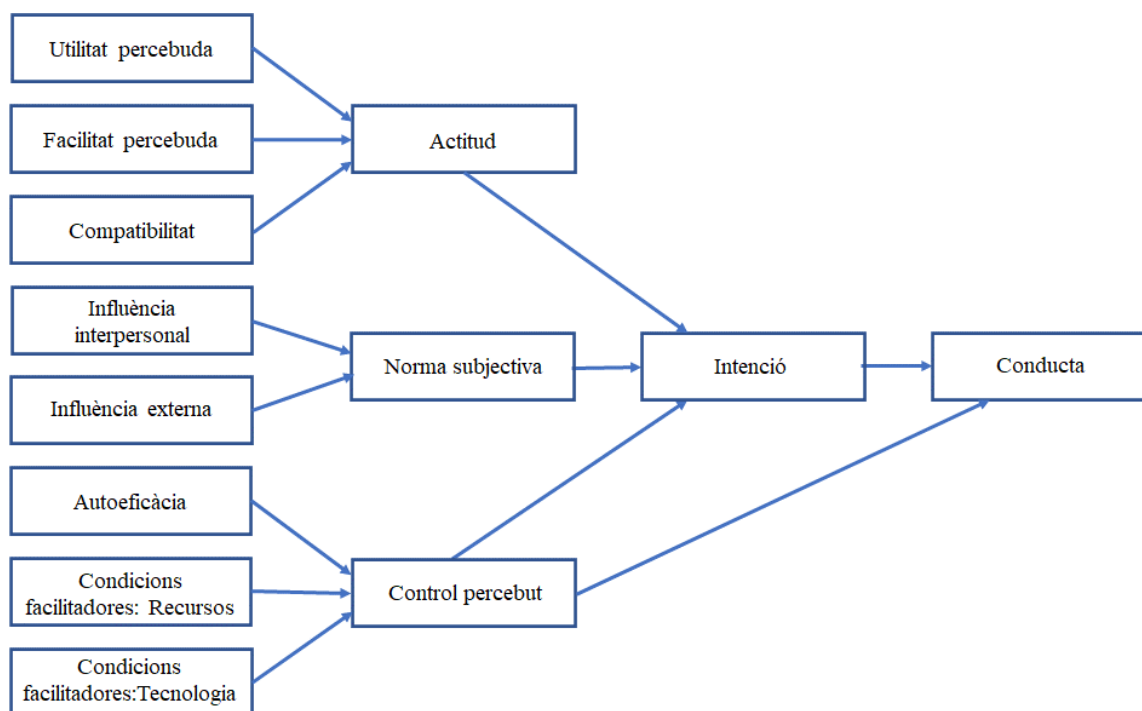 Utilitat percebuda
Facilitat percebuda
Actitud
Compatibilitat
Influència
interpersonal
Norma subjectiva
Intenció
Conducta
Influència externa
Autoeficàcia
Condicions
facilitadores: Recursos
Control percebut
Condicions
facilitadores:Tecnologia